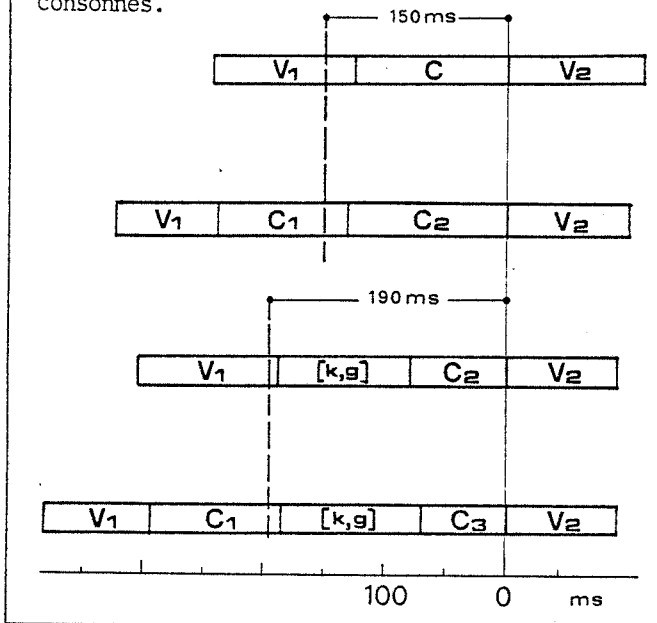 consonnes.
150 ms
V1 C V2
V1 C1 C2 V2
190 ms
V1 [k,g] C2 V2
V1 C1 [k,g] C3 V2
100 0 ms